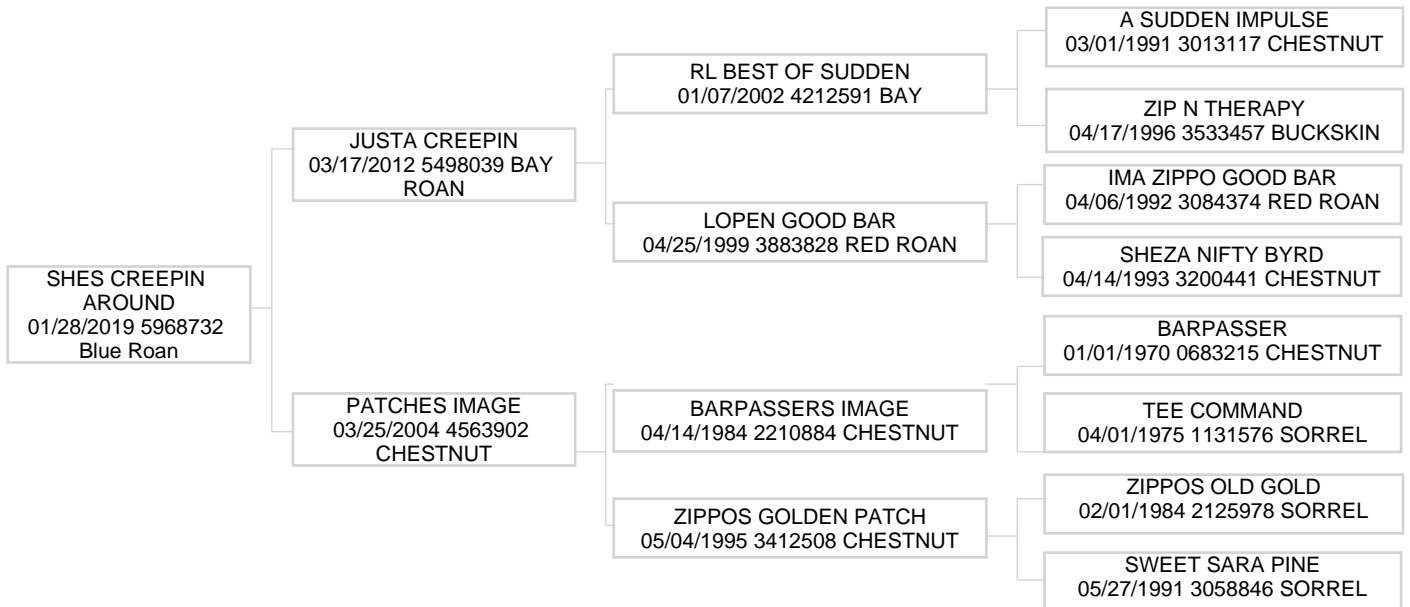 SHES CREEPIN
AROUND
01/28/2019 5968732
Blue Roan
JUSTA CREEPIN
03/17/2012 5498039 BAY
ROAN
PATCHES IMAGE
03/25/2004 4563902
CHESTNUT
RL BEST OF SUDDEN
01/07/2002 4212591 BAY
LOPEN GOOD BAR
04/25/1999 3883828 RED ROAN
BARPASSERS IMAGE
04/14/1984 2210884 CHESTNUT
ZIPPOS GOLDEN PATCH
05/04/1995 3412508 CHESTNUT
A SUDDEN IMPULSE
03/01/1991 3013117 CHESTNUT
ZIP N THERAPY
04/17/1996 3533457 BUCKSKIN
IMA ZIPPO GOOD BAR
04/06/1992 3084374 RED ROAN
SHEZA NIFTY BYRD
04/14/1993 3200441 CHESTNUT
BARPASSER
01/01/1970 0683215 CHESTNUT
TEE COMMAND
04/01/1975 1131576 SORREL
ZIPPOS OLD GOLD
02/01/1984 2125978 SORREL
SWEET SARA PINE
05/27/1991 3058846 SORREL